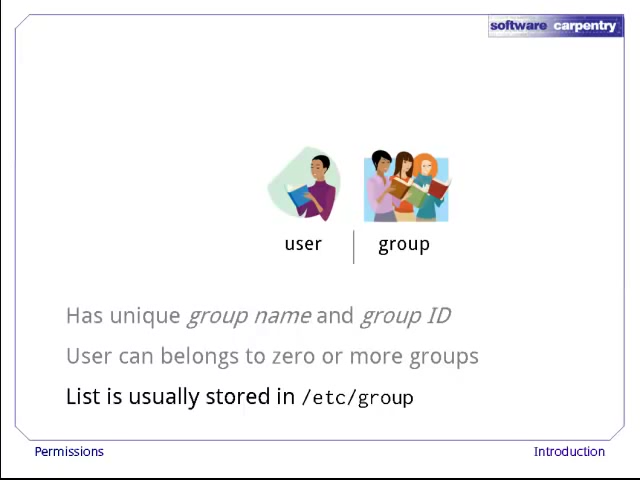 software carpentry
user
group
Has unique group name and group ID
User can belongs to zero or more groups
List is usually stored in /etc/group
Permissions
Introduction